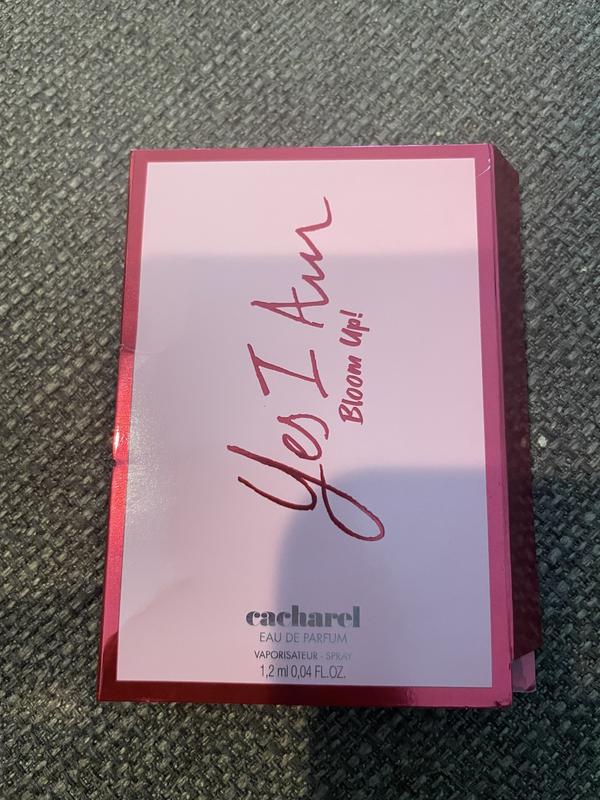 Yes I Am
Bloom Up!
cacharel
EAU DE PARFUM
VAPORISATEUR - SPRAY
1,2 ml 0,04 FL.OZ.